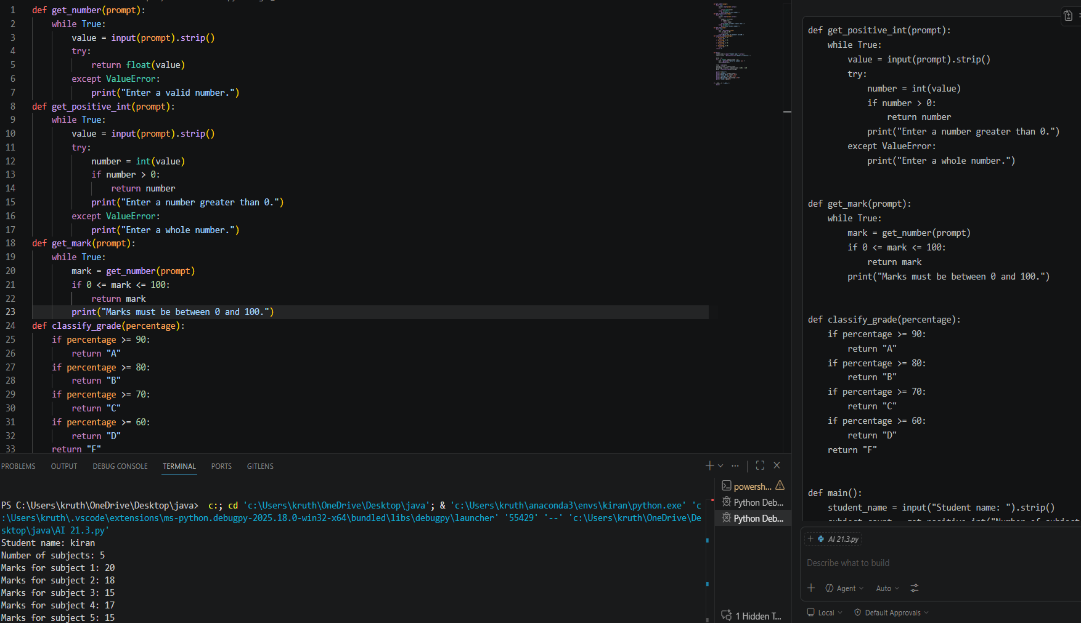 1 def get_number(prompt):
2 while True:
3 value = input(prompt).strip()
4 try:
5 return float(value)
6 except ValueError:
7 print("Enter a valid number.")
8 def get_positive_int(prompt):
9 while True:
10 value = input(prompt).strip()
11 try:
12 number = int(value)
13 if number > 0:
14 return number
15 print("Enter a number greater than 0.")
16 except ValueError:
17 print("Enter a whole number.")
18 def get_mark(prompt):
19 while True:
20 mark = get_number(prompt)
21 if 0 <= mark <= 100:
22 return mark
23 print("Marks must be between 0 and 100.")
24 def classify_grade(percentage):
25 if percentage >= 90:
26 return "A"
27 if percentage >= 80:
28 return "B"
29 if percentage >= 70:
30 return "C"
31 if percentage >= 60:
32 return "D"
33 return "F"
PROBLEMS OUTPUT DEBUG CONSOLE TERMINAL PORTS GITLENS
PS C:\Users\kruth\OneDrive\Desktop\java> c:; cd 'c:\Users\kruth\OneDrive\Desktop\java'; & 'c:\Users\kruth\anaconda3\envs\kiran\python.exe' 'c
:\Users\kruth\.vscode\extensions\ms-python.debugpy-2025.18.0-win32-x64\bundled\libs\debugpy\launcher' '55429' '--' 'c:\Users\kruth\OneDrive\De
sktop\java\AI 21.3.py'
Student name: kiran
Number of subjects: 5
Marks for subject 1: 20
Marks for subject 2: 18
Marks for subject 3: 15
Marks for subject 4: 17
Marks for subject 5: 15
powersh...
Python Deb...
Python Deb...
1 Hidden T...
def get_positive_int(prompt):
while True:
value = input(prompt).strip()
try:
number = int(value)
if number > 0:
return number
print("Enter a number greater than 0.")
except ValueError:
print("Enter a whole number.")
def get_mark(prompt):
while True:
mark = get_number(prompt)
if 0 <= mark <= 100:
return mark
print("Marks must be between 0 and 100.")
def classify_grade(percentage):
if percentage >= 90:
return "A"
if percentage >= 80:
return "B"
if percentage >= 70:
return "C"
if percentage >= 60:
return "D"
return "F"
def main():
student_name = input("Student name: ").strip()
AI 21.3.py
Describe what to build
Agent Auto
Local Default Approvals